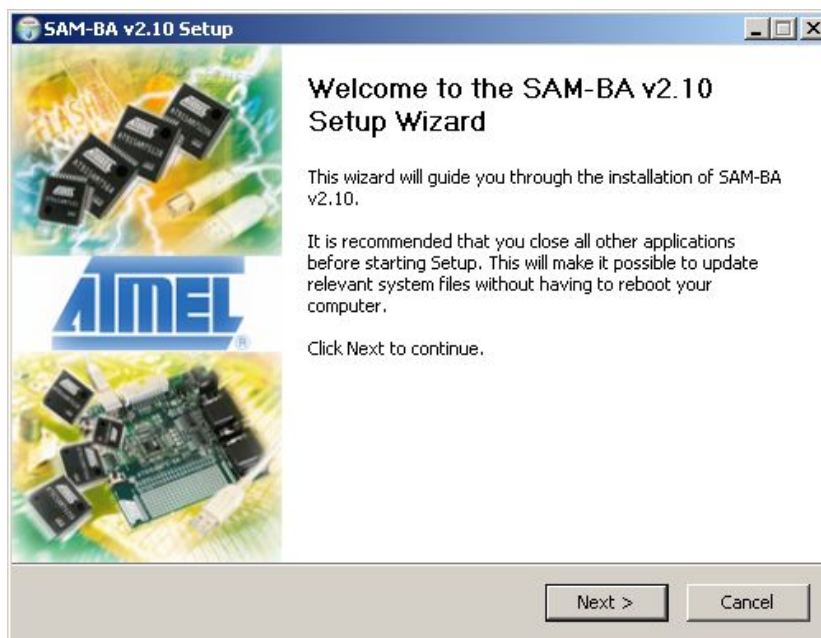 SAM-BA v2.10 Setup
Welcome to the SAM-BA v2.10
Setup Wizard
This wizard will guide you through the installation of SAM-BA
v2.10.
It is recommended that you close all other applications
before starting Setup. This will make it possible to update
relevant system files without having to reboot your
computer.
Click Next to continue.
FLASH
ATMEL
®
Next >
Cancel